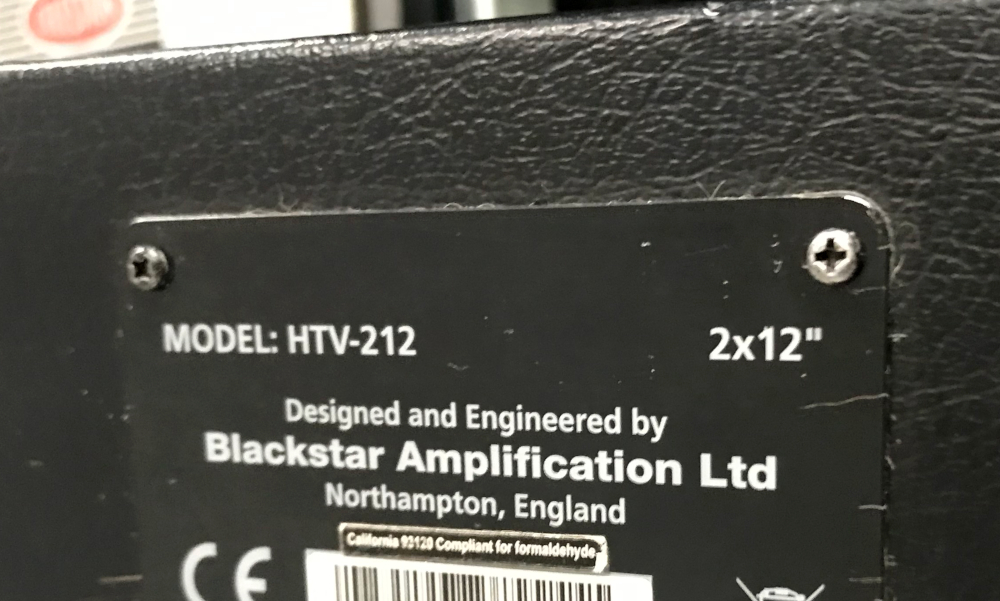 MODEL: HTV-212 2x12"
Designed and Engineered by
Blackstar Amplification Ltd
Northampton, England
California 93120 Compliant for formaldehyde
CE